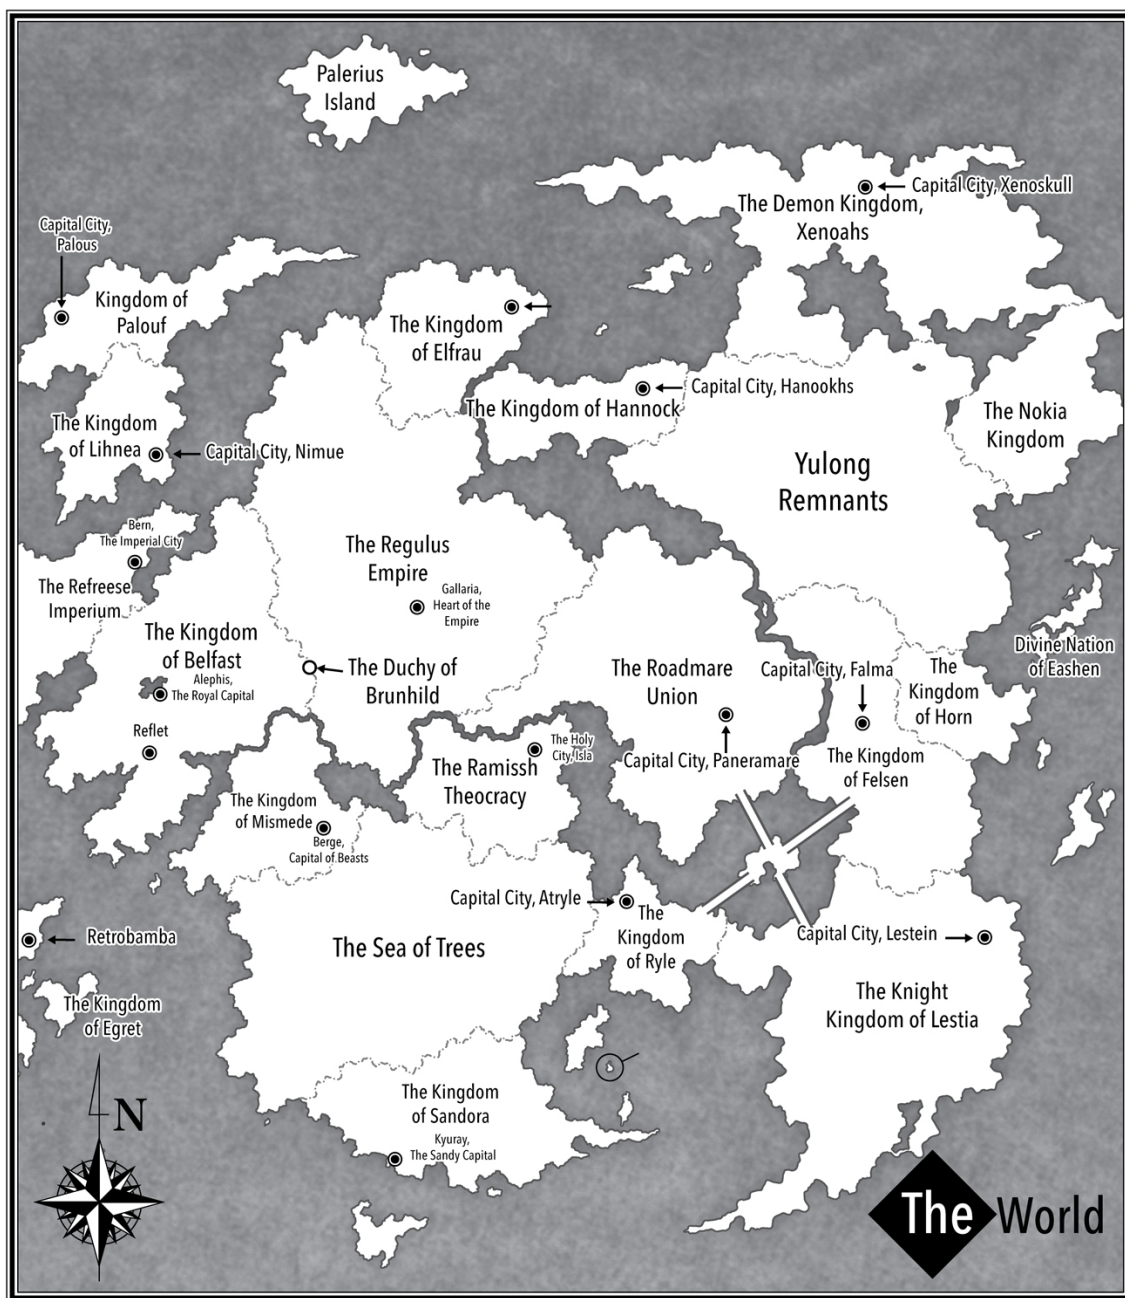 Palerius
Island
Capital City, Xenoskull
The Demon Kingdom,
Xenoahs
Capital City,
Palous
Kingdom of
Palouf
The Kingdom
of Elfrau
Capital City, Hanookhs
The Kingdom of Hannock
The Nokia
Kingdom
The Kingdom
of Lihnea
Capital City, Nimue
Yulong
Remnants
Bern,
The Imperial City
The Refreese
Imperium
The Regulus
Empire
Gallaria,
Heart of the
Empire
The Kingdom
of Belfast
Alephis,
The Royal Capital
The Duchy of
Brunhild
The Roadmare
Union
Capital City, Falma
The
Kingdom
of Horn
Divine Nation
of Eashen
Reflet
The Holy
City, Isla
The Ramissh
Theocracy
Capital City, Paneramare
The Kingdom
of Felsen
The Kingdom
of Mismede
Berge,
Capital of Beasts
Capital City, Atryle
The
Kingdom
of Ryle
Retrobamba
The Sea of Trees
Capital City, Lestein
The Kingdom
of Egret
The Knight
Kingdom of Lestia
The Kingdom
of Sandora
Kyuray,
The Sandy Capital
N
The World